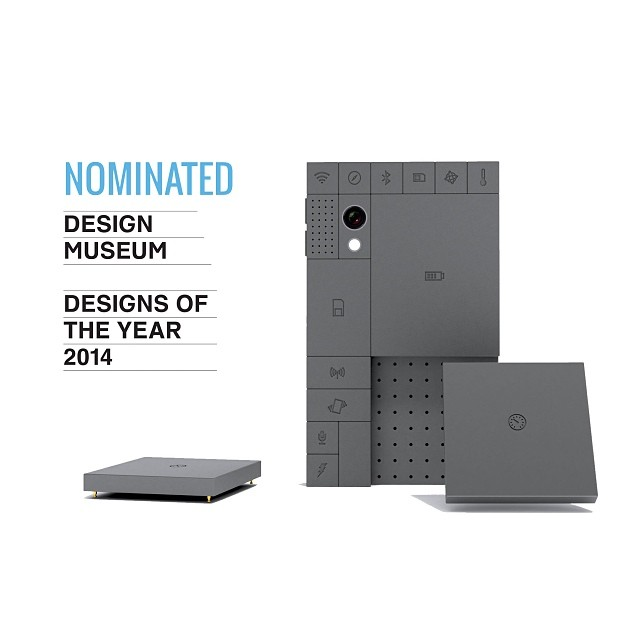 NOMINATED
DESIGN
MUSEUM
DESIGNS OF
THE YEAR
2014